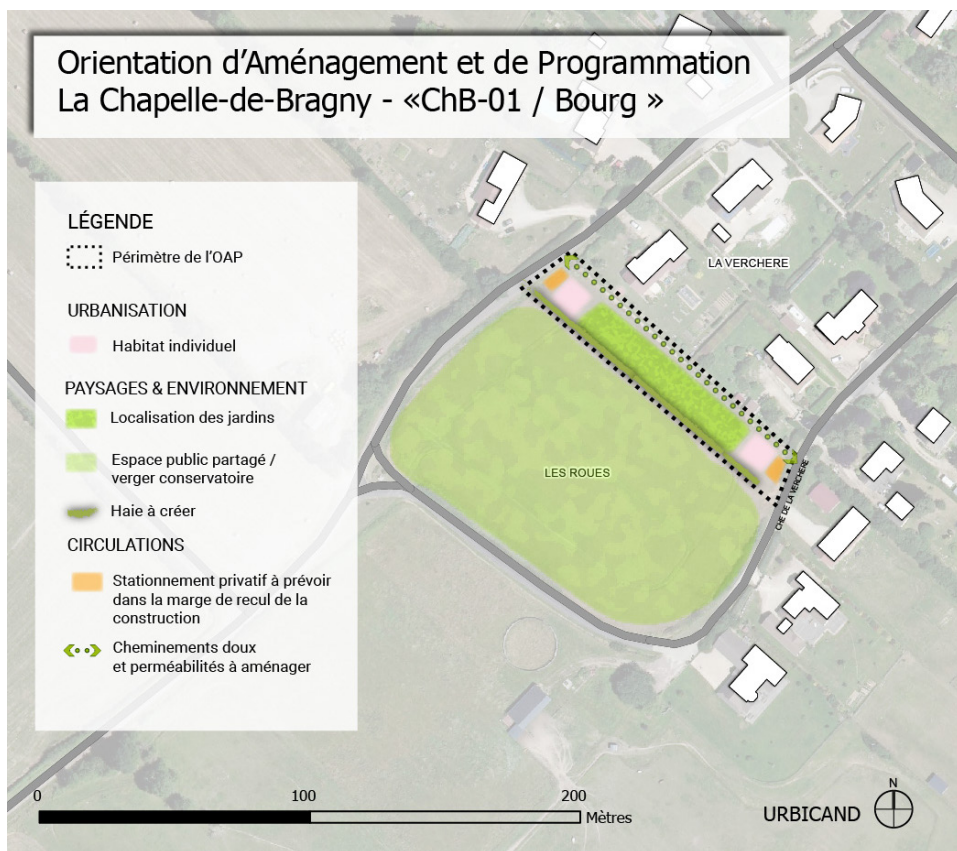 Orientation d’Aménagement et de Programmation
La Chapelle-de-Bragny - «ChB-01 / Bourg »
LÉGENDE
Périmètre de l’OAP
URBANISATION
Habitat individuel
PAYSAGES & ENVIRONNEMENT
Localisation des jardins
Espace public partagé /
verger conservatoire
Haie à créer
CIRCULATIONS
Stationnement privatif à prévoir
dans la marge de recul de la
construction
Cheminements doux
et perméabilités à aménager
LA VERCHERE
LES ROUES
CHE DE LA VERCHERE
0 100 200
Mètres
URBICAND
N